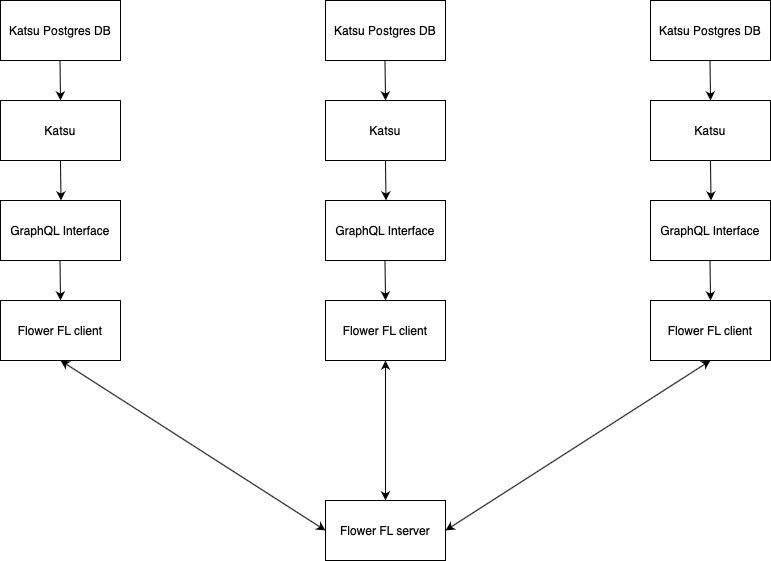 Katsu Postgres DB
Katsu Postgres DB
Katsu Postgres DB
Katsu
Katsu
Katsu
GraphQL Interface
GraphQL Interface
GraphQL Interface
Flower FL client
Flower FL client
Flower FL client
Flower FL server